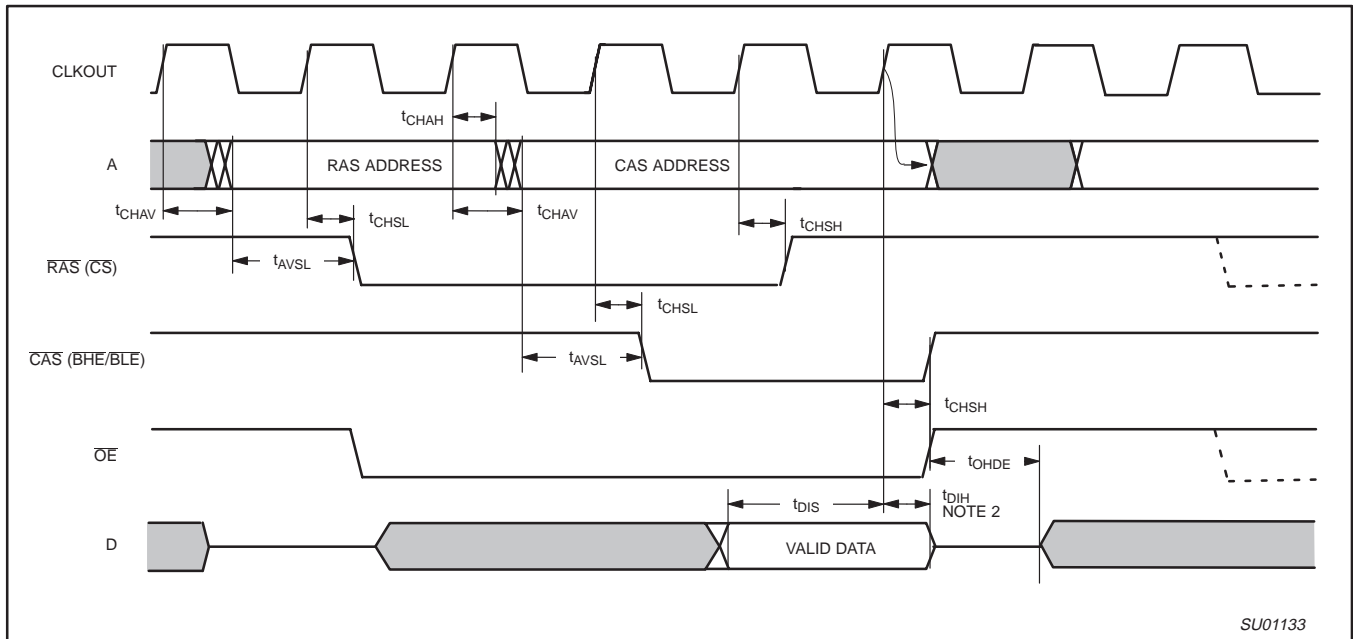 CLKOUT
tCHAH
A
RAS ADDRESS
CAS ADDRESS
tCHAV
tCHSL
tCHAV
tCHSH
RAS (CS)
tAVSL
tCHSL
CAS (BHE/BLE)
tAVSL
tCHSH
OE
tOHDE
tDIS
tDIH
NOTE 2
D
VALID DATA
SU01133